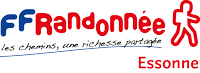 FFRandonnée
les chemins, une richesse partagée
Essonne